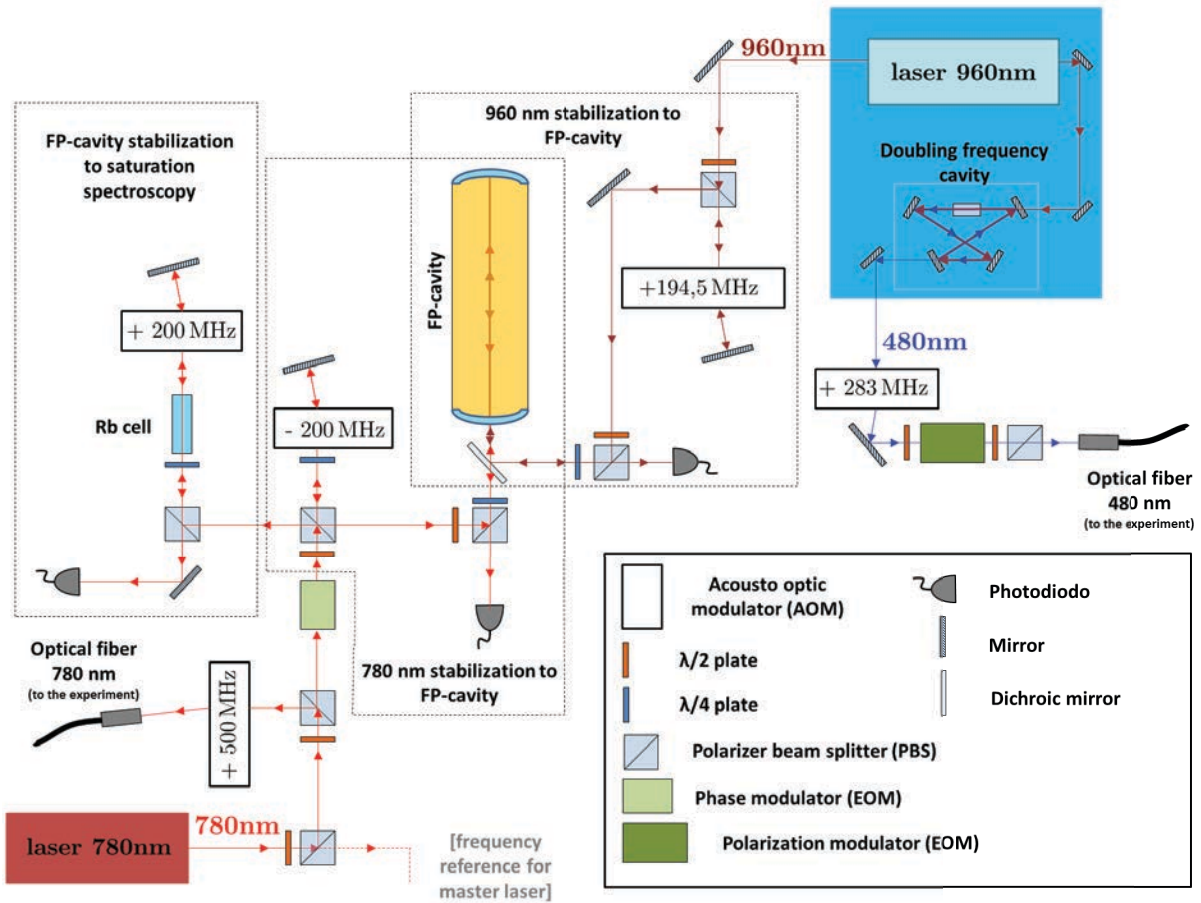 960nm
laser 960nm
FP-cavity stabilization
to saturation
spectroscopy
960 nm stabilization to
FP-cavity
Doubling frequency
cavity
FP-cavity
+ 200 MHz
+194,5 MHz
480nm
+ 283 MHz
Rb cell
- 200 MHz
Optical fiber
480 nm
(to the experiment)
Optical fiber
780 nm
(to the experiment)
780 nm stabilization to
FP-cavity
+ 500 MHz
laser 780nm
780nm
[frequency
reference for
master laser]
Acousto optic
modulator (AOM)
λ/2 plate
λ/4 plate
Polarizer beam splitter (PBS)
Phase modulator (EOM)
Polarization modulator (EOM)
Photodiodo
Mirror
Dichroic mirror